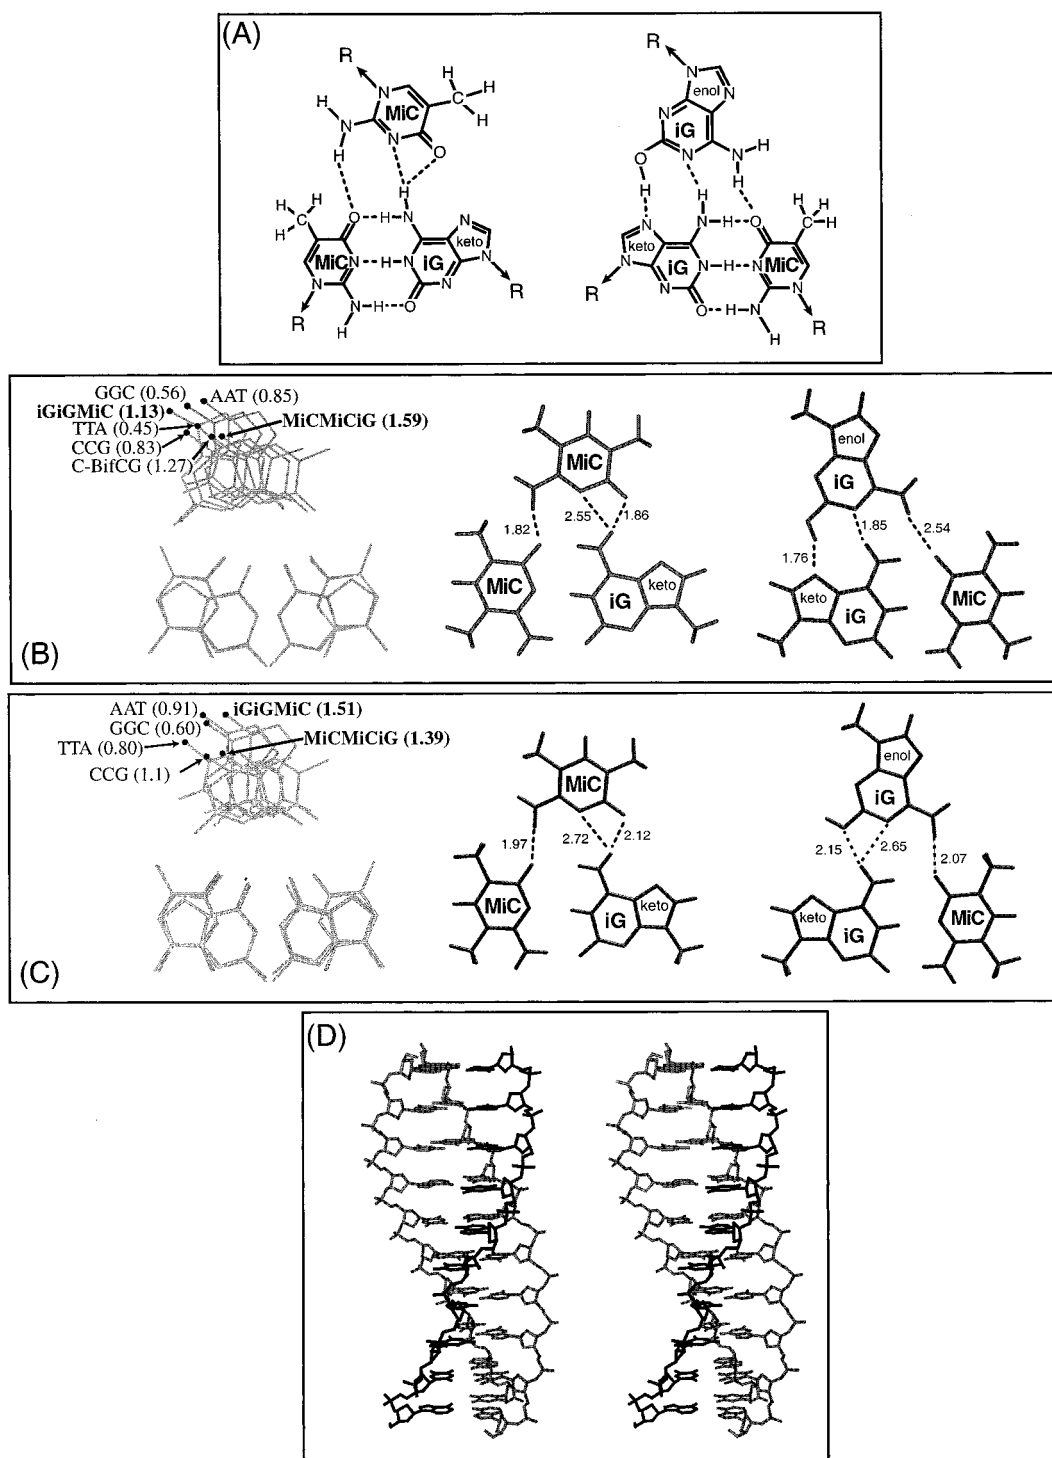 (A)
R
N
H
H
C
H
H
MiC
H
N
N
O
H
H
H
H
C
H
O
H
N
N
keto
MiC
N
H
N
iG
N
N
N
R
N
H
O
H
R
R
N
enol
N
N
iG
N
O
N
H
H
H
H
H
N
N
H
O
H
C
H
H
keto
N
iG
N
H
N
MiC
N
N
O
H
N
N
H
R
R
GGC (0.56)
AAT (0.85)
iGiGMiC (1.13)
TTA (0.45)
MiCMiCiG (1.59)
CCG (0.83)
C-BifCG (1.27)
MiC
1.82
2.55
1.86
MiC
iG
keto
enol
iG
1.85
2.54
1.76
keto
iG
MiC
(B)
AAT (0.91)
iGiGMiC (1.51)
GGC (0.60)
TTA (0.80)
MiCMiCiG (1.39)
CCG (1.1)
MiC
1.97
2.72
2.12
MiC
iG
keto
enol
iG
2.15
2.65
2.07
keto
iG
MiC
(C)
(D)